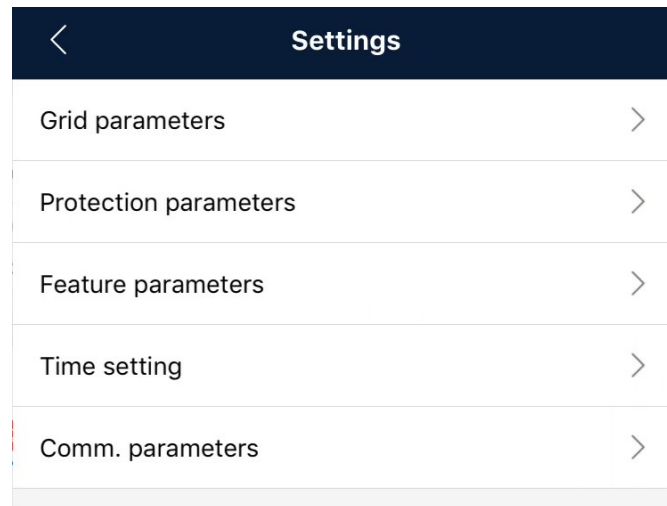 Settings
Grid parameters
Protection parameters
Feature parameters
Time setting
Comm. parameters